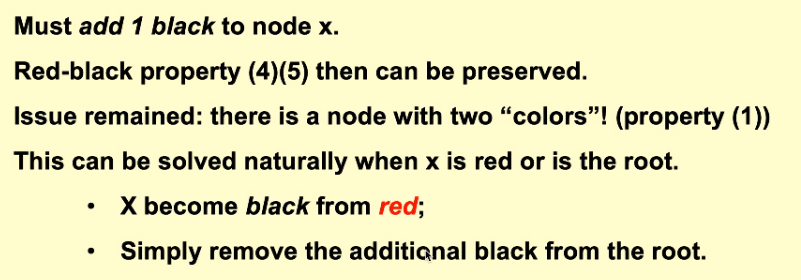 Must add 1 black to node x.
Red-black property (4)(5) then can be preserved.
Issue remained: there is a node with two “colors”! (property (1))
This can be solved naturally when x is red or is the root.
• X become black from red;
• Simply remove the additional black from the root.